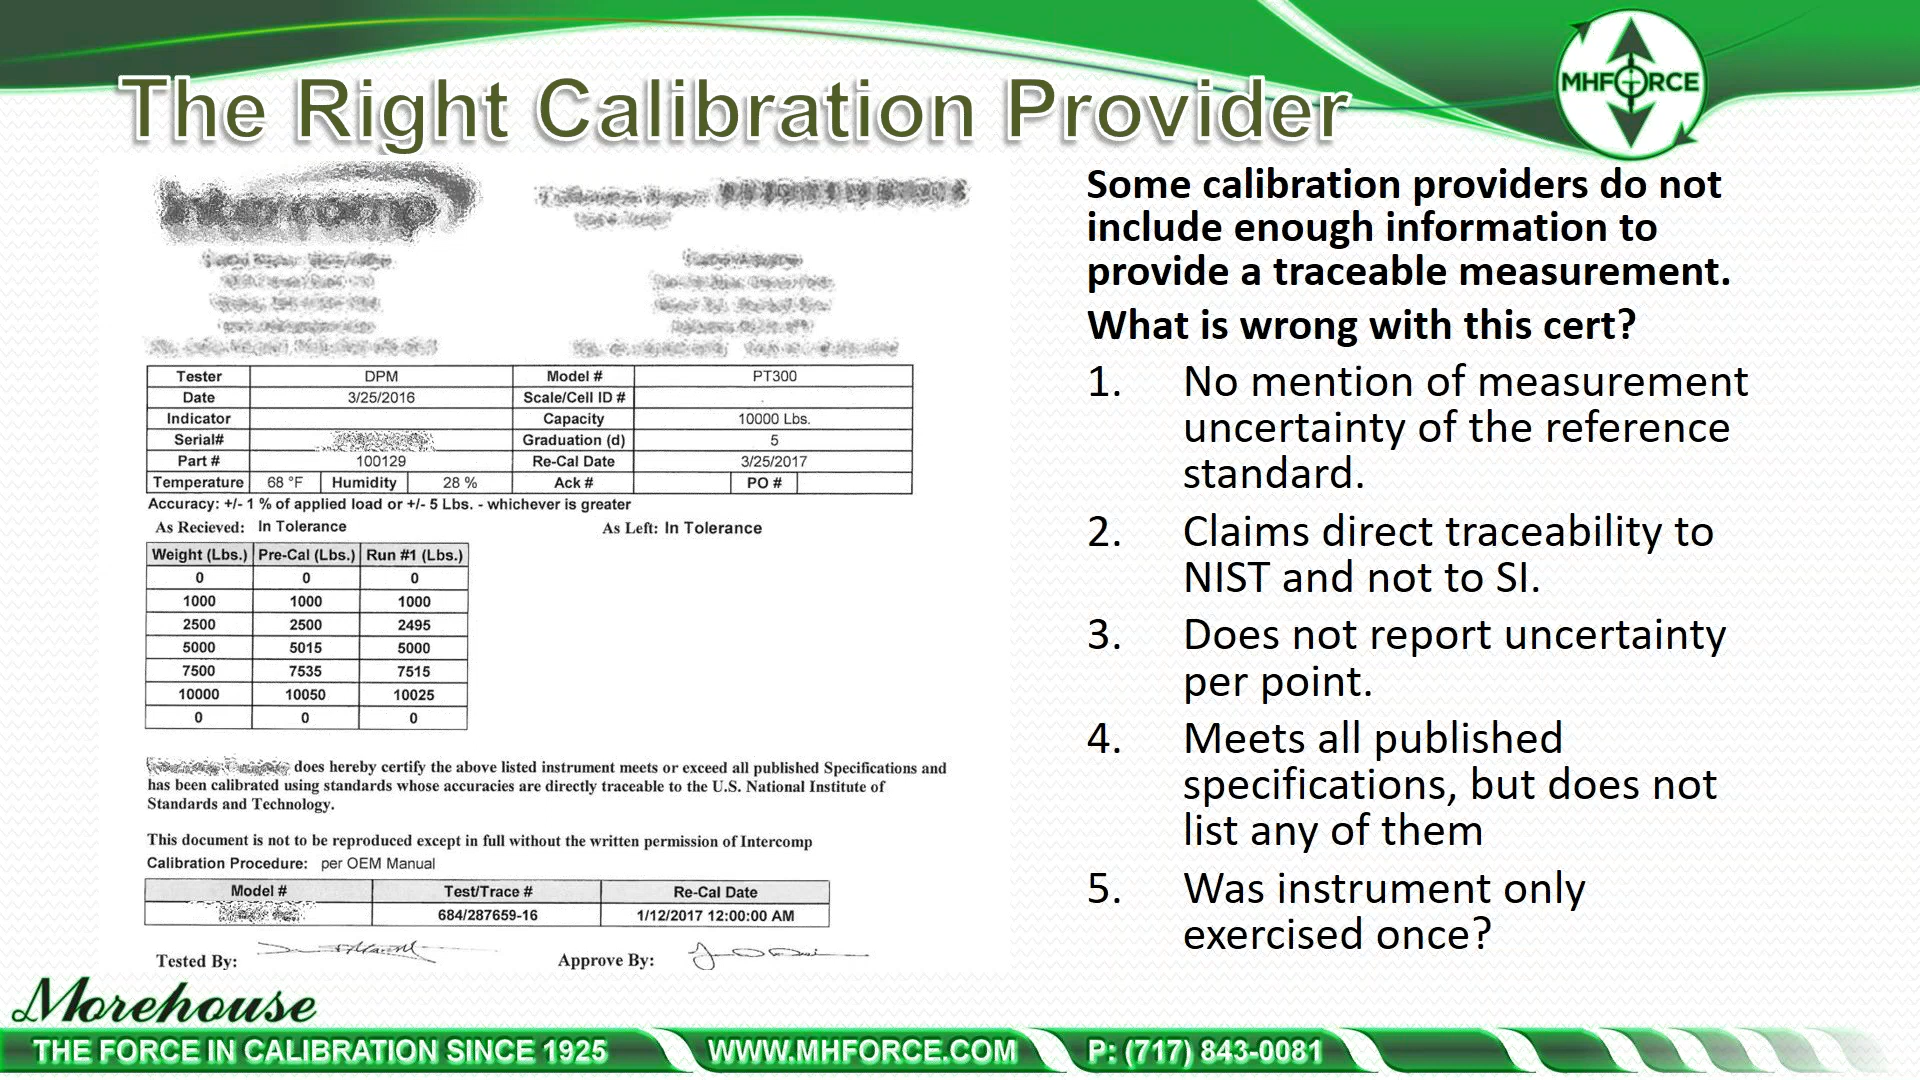 The Right Calibration Provider
MHFORCE
Some calibration providers do not
include enough information to
provide a traceable measurement.
What is wrong with this cert?
1. No mention of measurement
uncertainty of the reference
standard.
2. Claims direct traceability to
NIST and not to SI.
3. Does not report uncertainty
per point.
4. Meets all published
specifications, but does not
list any of them
5. Was instrument only
exercised once?
Tester DPM Model # PT300
Date 3/25/2016 Scale/Cell ID #
Indicator Capacity 10000 Lbs.
Serial# Graduation (d) 5
Part # 100129 Re-Cal Date 3/25/2017
Temperature 68 °F Humidity 28 % Ack # PO #
Accuracy: +/- 1 % of applied load or +/- 5 Lbs. - whichever is greater
As Recieved: In Tolerance As Left: In Tolerance
Weight (Lbs.) Pre-Cal (Lbs.) Run #1 (Lbs.)
0 0 0
1000 1000 1000
2500 2500 2495
5000 5015 5000
7500 7535 7515
10000 10050 10025
0 0 0
does hereby certify the above listed instrument meets or exceed all published Specifications and
has been calibrated using standards whose accuracies are directly traceable to the U.S. National Institute of
Standards and Technology.
This document is not to be reproduced except in full without the written permission of Intercomp
Calibration Procedure: per OEM Manual
Model # Test/Trace # Re-Cal Date
684/287659-16 1/12/2017 12:00:00 AM
Tested By: Approve By:
Morehouse
THE FORCE IN CALIBRATION SINCE 1925 WWW.MHFORCE.COM P: (717) 843-0081